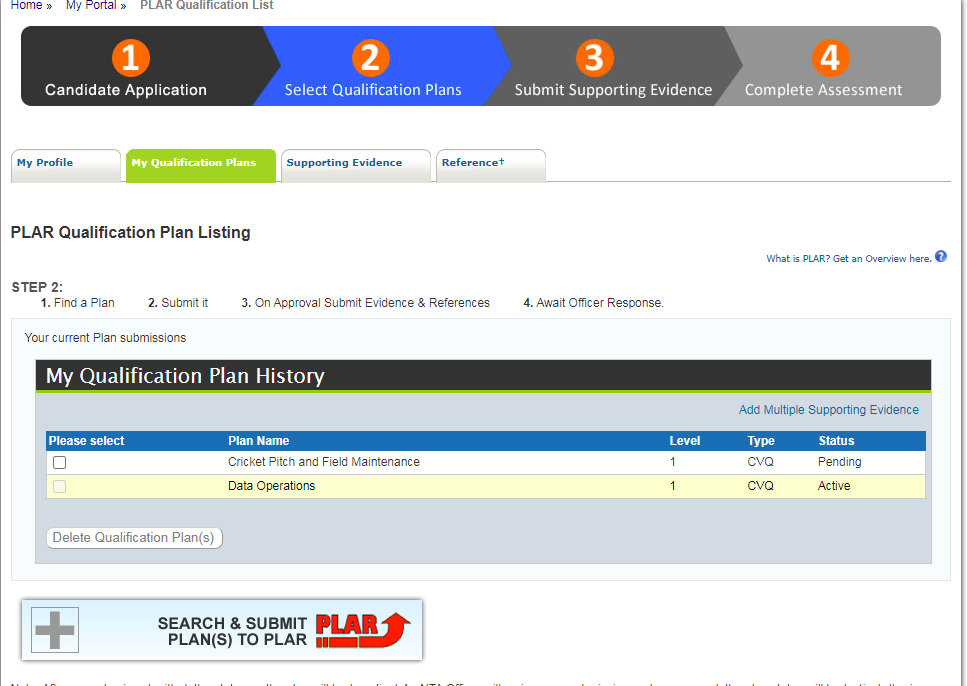 Home » My Portal » PLAR Qualification List
1 2 3 4
Candidate Application Select Qualification Plans Submit Supporting Evidence Complete Assessment
My Profile My Qualification Plans Supporting Evidence Reference†
PLAR Qualification Plan Listing
What is PLAR? Get an Overview here. ?
STEP 2:
1. Find a Plan 2. Submit it 3. On Approval Submit Evidence & References 4. Await Officer Response.
Your current Plan submissions
My Qualification Plan History
Add Multiple Supporting Evidence
Please select Plan Name Level Type Status
Cricket Pitch and Field Maintenance 1 CVQ Pending
Data Operations 1 CVQ Active
Delete Qualification Plan(s)
SEARCH & SUBMIT
PLAN(S) TO PLAR
PLAR